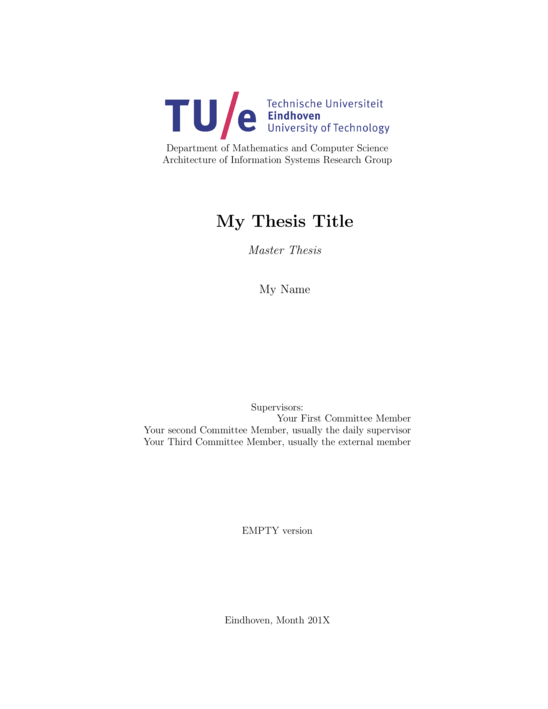 TU/e
Technische Universiteit
Eindhoven
University of Technology
Department of Mathematics and Computer Science
Architecture of Information Systems Research Group
My Thesis Title
Master Thesis
My Name
Supervisors:
Your First Committee Member
Your second Committee Member, usually the daily supervisor
Your Third Committee Member, usually the external member
EMPTY version
Eindhoven, Month 201X